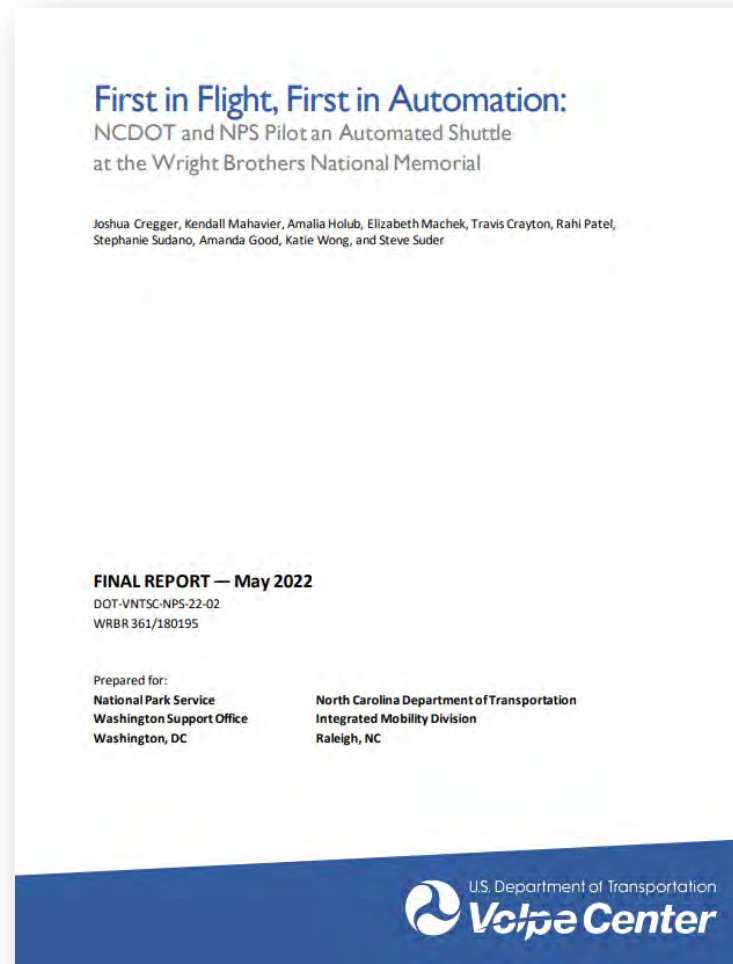 First in Flight, First in Automation:
NCDOT and NPS Pilot an Automated Shuttle
at the Wright Brothers National Memorial
Joshua Cregger, Kendall Mahavier, Amalia Holub, Elizabeth Machek, Travis Crayton, Rahi Patel,
Stephanie Sudano, Amanda Good, Katie Wong, and Steve Suder
FINAL REPORT — May 2022
DOT-VNTSC-NPS-22-02
WRBR 361/180195
Prepared for:
National Park Service
Washington Support Office
Washington, DC
North Carolina Department of Transportation
Integrated Mobility Division
Raleigh, NC
U.S. Department of Transportation
Volpe Center